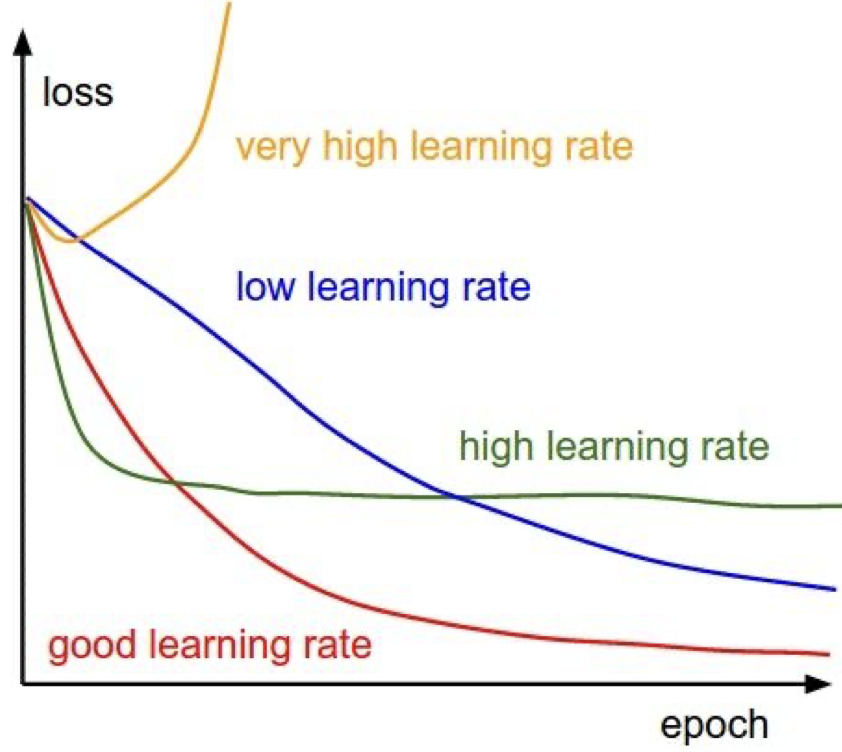 loss
very high learning rate
low learning rate
high learning rate
good learning rate
epoch